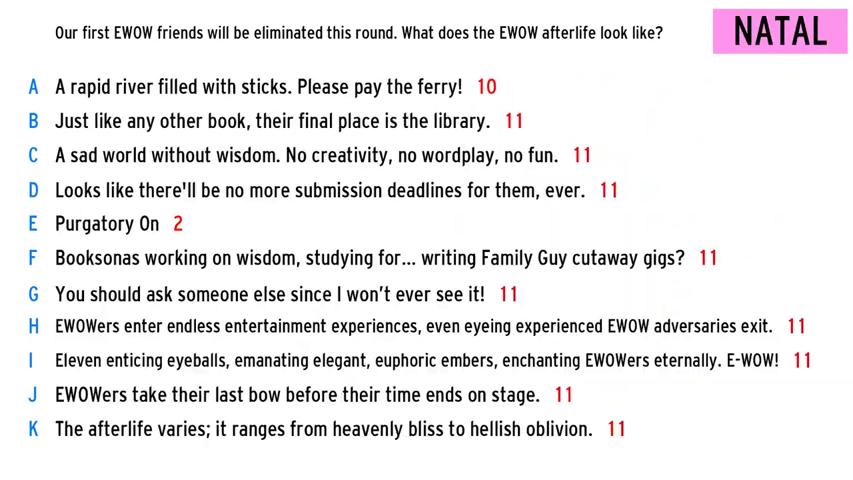 Our first EWOW friends will be eliminated this round. What does the EWOW afterlife look like?
NATAL
A A rapid river filled with sticks. Please pay the ferry! 10
B Just like any other book, their final place is the library. 11
C A sad world without wisdom. No creativity, no wordplay, no fun. 11
D Looks like there'll be no more submission deadlines for them, ever. 11
E Purgatory On 2
F Booksonas working on wisdom, studying for... writing Family Guy cutaway gigs? 11
G You should ask someone else since I won’t ever see it! 11
H EWOWers enter endless entertainment experiences, even eyeing experienced EWOW adversaries exit. 11
I Eleven enticing eyeballs, emanating elegant, euphoric embers, enchanting EWOWers eternally. E-WOW! 11
J EWOWers take their last bow before their time ends on stage. 11
K The afterlife varies; it ranges from heavenly bliss to hellish oblivion. 11